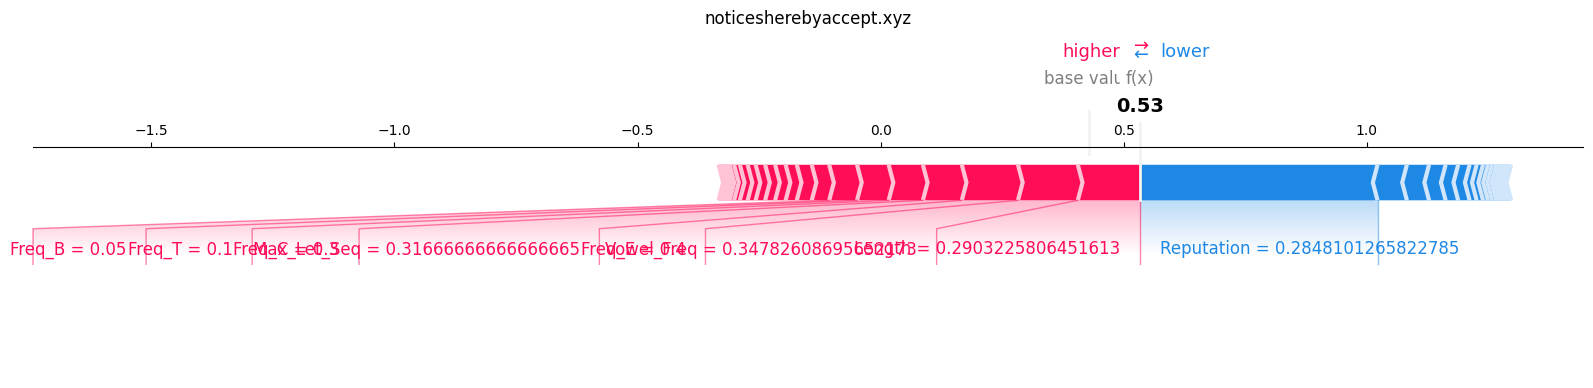 noticesherebyaccept.xyz
higher → ← lower
base valu f(x)
0.53
−1.5 −1.0 −0.5 0.0 0.5 1.0
Freq_B = 0.05 Freq_T = 0.1 Freq_C = 0.3 Max_Let_Seq = 0.31666666666666665 Freq_E = 0.4 Vowel_Freq = 0.34782608695652173 Length = 0.2903225806451613 Reputation = 0.2848101265822785